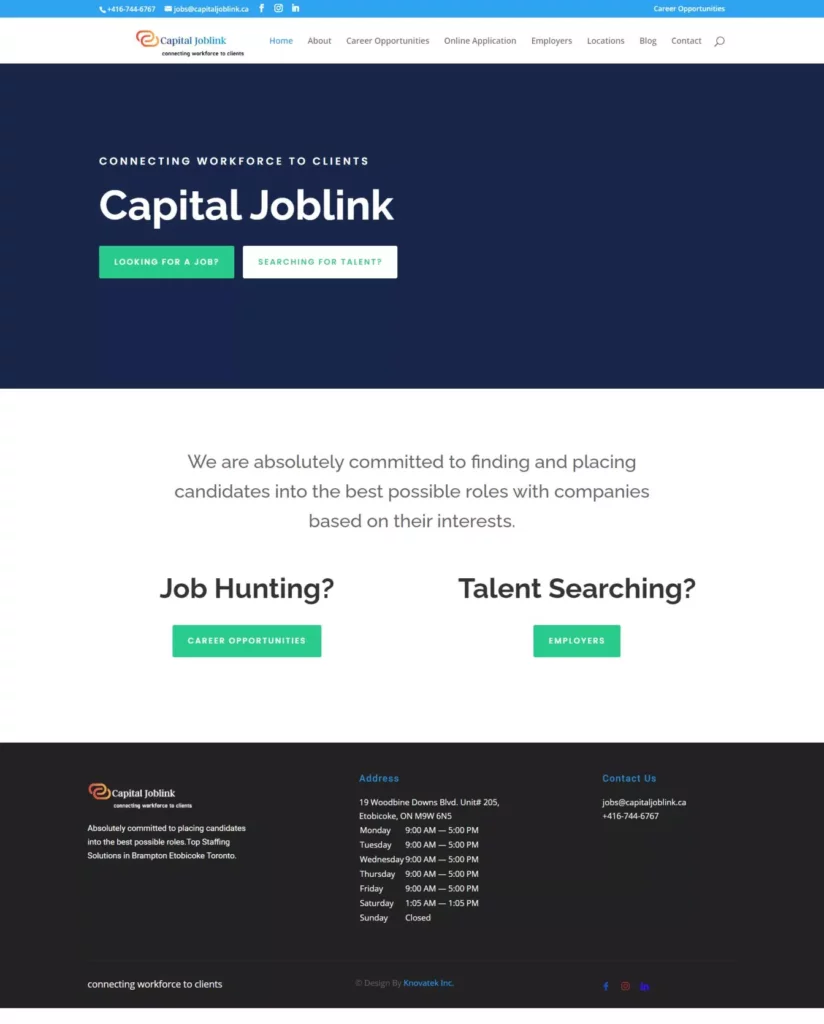 +416-744-6767 jobs@capitaljoblink.ca Career Opportunities
Capital Joblink
connecting workforce to clients
Home About Career Opportunities Online Application Employers Locations Blog Contact
CONNECTING WORKFORCE TO CLIENTS
Capital Joblink
LOOKING FOR A JOB? SEARCHING FOR TALENT?
We are absolutely committed to finding and placing
candidates into the best possible roles with companies
based on their interests.
Job Hunting? Talent Searching?
CAREER OPPORTUNITIES EMPLOYERS
Capital Joblink
connecting workforce to clients
Absolutely committed to placing candidates
into the best possible roles.Top Staffing
Solutions in Brampton Etobicoke Toronto.
Address
19 Woodbine Downs Blvd. Unit# 205,
Etobicoke, ON M9W 6N5
Monday 9:00 AM — 5:00 PM
Tuesday 9:00 AM — 5:00 PM
Wednesday 9:00 AM — 5:00 PM
Thursday 9:00 AM — 5:00 PM
Friday 9:00 AM — 5:00 PM
Saturday 1:05 AM — 1:05 PM
Sunday Closed
Contact Us
jobs@capitaljoblink.ca
+416-744-6767
connecting workforce to clients © Design By Knovatek Inc.